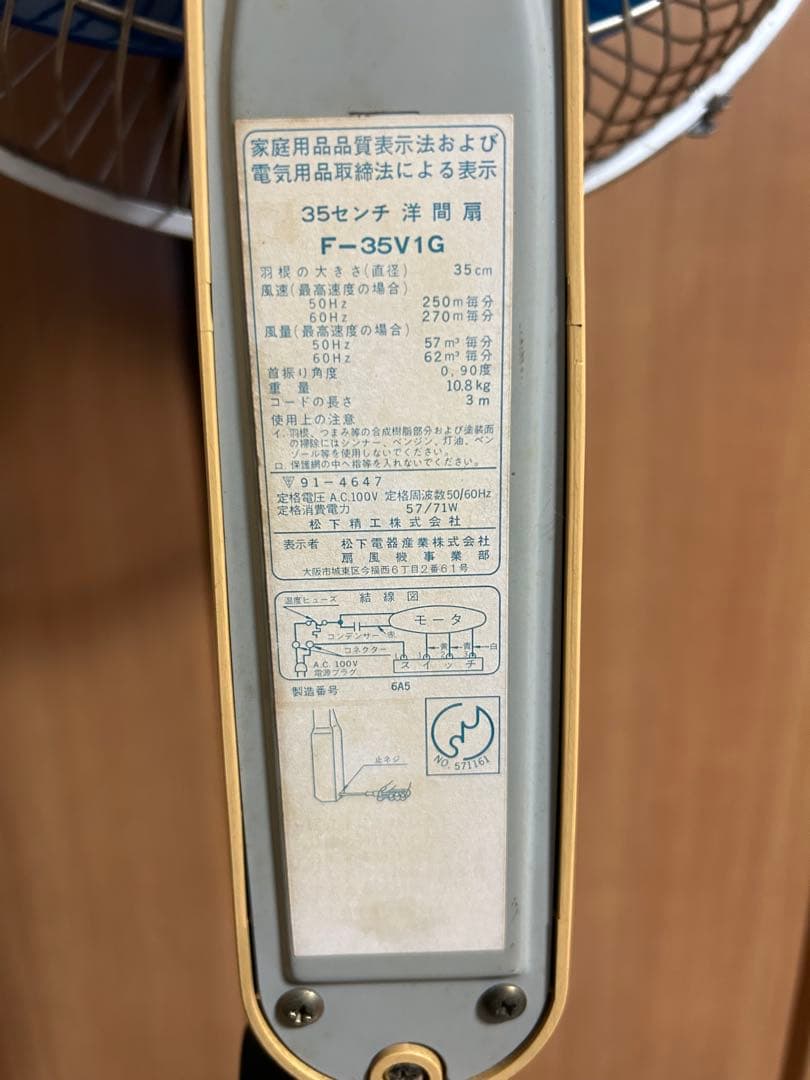 家庭用品品質表示法および
電気用品取締法による表示
35センチ 洋間扇
F-35V1G
羽根の大きさ(直径) 35cm
風速(最高速度の場合)
50Hz 250m毎分
60Hz 270m毎分
風量(最高速度の場合)
50Hz 57m³毎分
60Hz 62m³毎分
首振り角度 0,90度
重量 10.8kg
コードの長さ 3m
使用上の注意
イ.羽根、つまみ等の合成樹脂部分および塗装面
の掃除にはシンナー、ベンジン、灯油、ベン
ゾール等を使用しないでください。
ロ.保護網の中へ指等を入れないでください。
91-4647
定格電圧 A.C.100V 定格周波数50/60Hz
定格消費電力 57/71W
松下精工株式会社
表示者 松下電器産業株式会社
扇風機事業部
大阪市城東区今福西6丁目2番61号
結線図
温度ヒューズ
モータ
コンデンサー 赤
コネクター
黄 青 白
1 2 3
スイッチ
A.C. 100V
電源プラグ
製造番号 6A5
止ネジ
NO. 571161